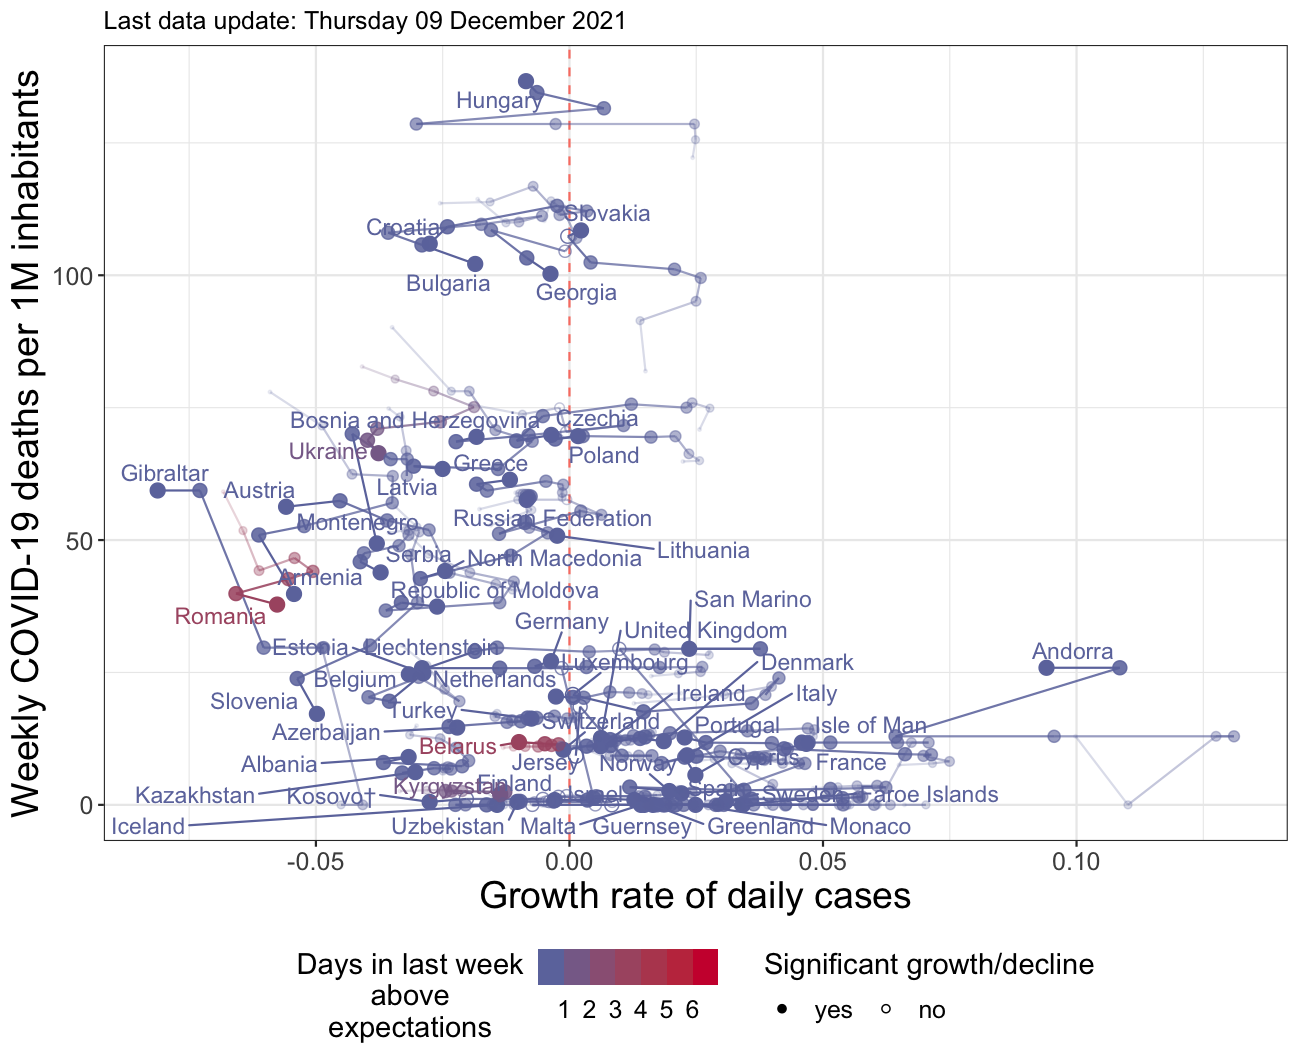 Last data update: Thursday 09 December 2021
Weekly COVID-19 deaths per 1M inhabitants
100
50
0
Hungary
Croatia
Slovakia
Bulgaria
Georgia
Bosnia and Herzegovina
Czechia
Ukraine
Greece
Poland
Gibraltar
Austria
Latvia
Montenegro
Russian Federation
Lithuania
Serbia
North Macedonia
Armenia
Republic of Moldova
Romania
San Marino
Germany
United Kingdom
Estonia
Liechtenstein
Luxembourg
Denmark
Andorra
Belgium
Netherlands
Ireland
Italy
Slovenia
Turkey
Switzerland
Portugal
Isle of Man
Azerbaijan
Belarus
Jersey
Norway
Cyprus
France
Albania
Kyrgyzstan
Finland
Spain
Kazakhstan
Kosovo†
Israel
Sweden
Faroe Islands
Iceland
Uzbekistan
Malta
Guernsey
Greenland
Monaco
-0.05
0.00
0.05
0.10
Growth rate of daily cases
Days in last week
above
expectations
1 2 3 4 5 6
Significant growth/decline
yes
no